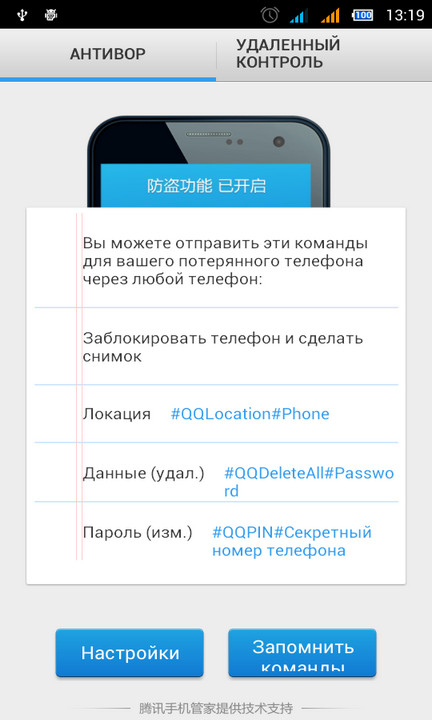 100 13:19
АНТИВОР
УДАЛЕННЫЙ
КОНТРОЛЬ
防盗功能 已开启
Вы можете отправить эти команды
для вашего потерянного телефона
через любой телефон:
Заблокировать телефон и сделать
снимок
Локация #QQLocation#Phone
Данные (удал.) #QQDeleteAll#Passwo
rd
Пароль (изм.) #QQPIN#Секретный
номер телефона
Настройки
Запомнить
команды
腾讯手机管家提供技术支持